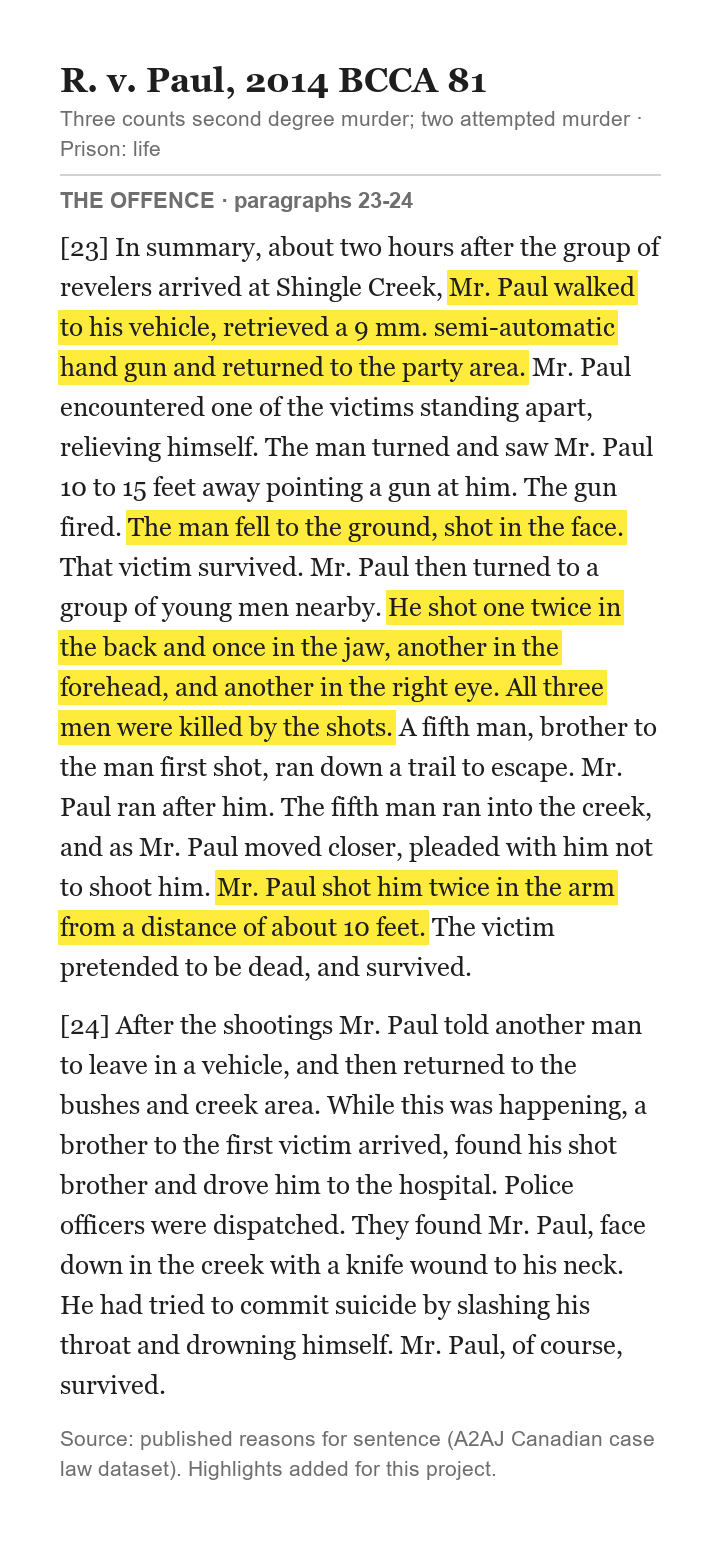 R. v. Paul, 2014 BCCA 81
Three counts second degree murder; two attempted murder ·
Prison: life
THE OFFENCE · paragraphs 23-24
[23] In summary, about two hours after the group of
revelers arrived at Shingle Creek, Mr. Paul walked
to his vehicle, retrieved a 9 mm. semi-automatic
hand gun and returned to the party area. Mr. Paul
encountered one of the victims standing apart,
relieving himself. The man turned and saw Mr. Paul
10 to 15 feet away pointing a gun at him. The gun
fired. The man fell to the ground, shot in the face.
That victim survived. Mr. Paul then turned to a
group of young men nearby. He shot one twice in
the back and once in the jaw, another in the
forehead, and another in the right eye. All three
men were killed by the shots. A fifth man, brother to
the man first shot, ran down a trail to escape. Mr.
Paul ran after him. The fifth man ran into the creek,
and as Mr. Paul moved closer, pleaded with him not
to shoot him. Mr. Paul shot him twice in the arm
from a distance of about 10 feet. The victim
pretended to be dead, and survived.
[24] After the shootings Mr. Paul told another man
to leave in a vehicle, and then returned to the
bushes and creek area. While this was happening, a
brother to the first victim arrived, found his shot
brother and drove him to the hospital. Police
officers were dispatched. They found Mr. Paul, face
down in the creek with a knife wound to his neck.
He had tried to commit suicide by slashing his
throat and drowning himself. Mr. Paul, of course,
survived.
Source: published reasons for sentence (A2AJ Canadian case
law dataset). Highlights added for this project.